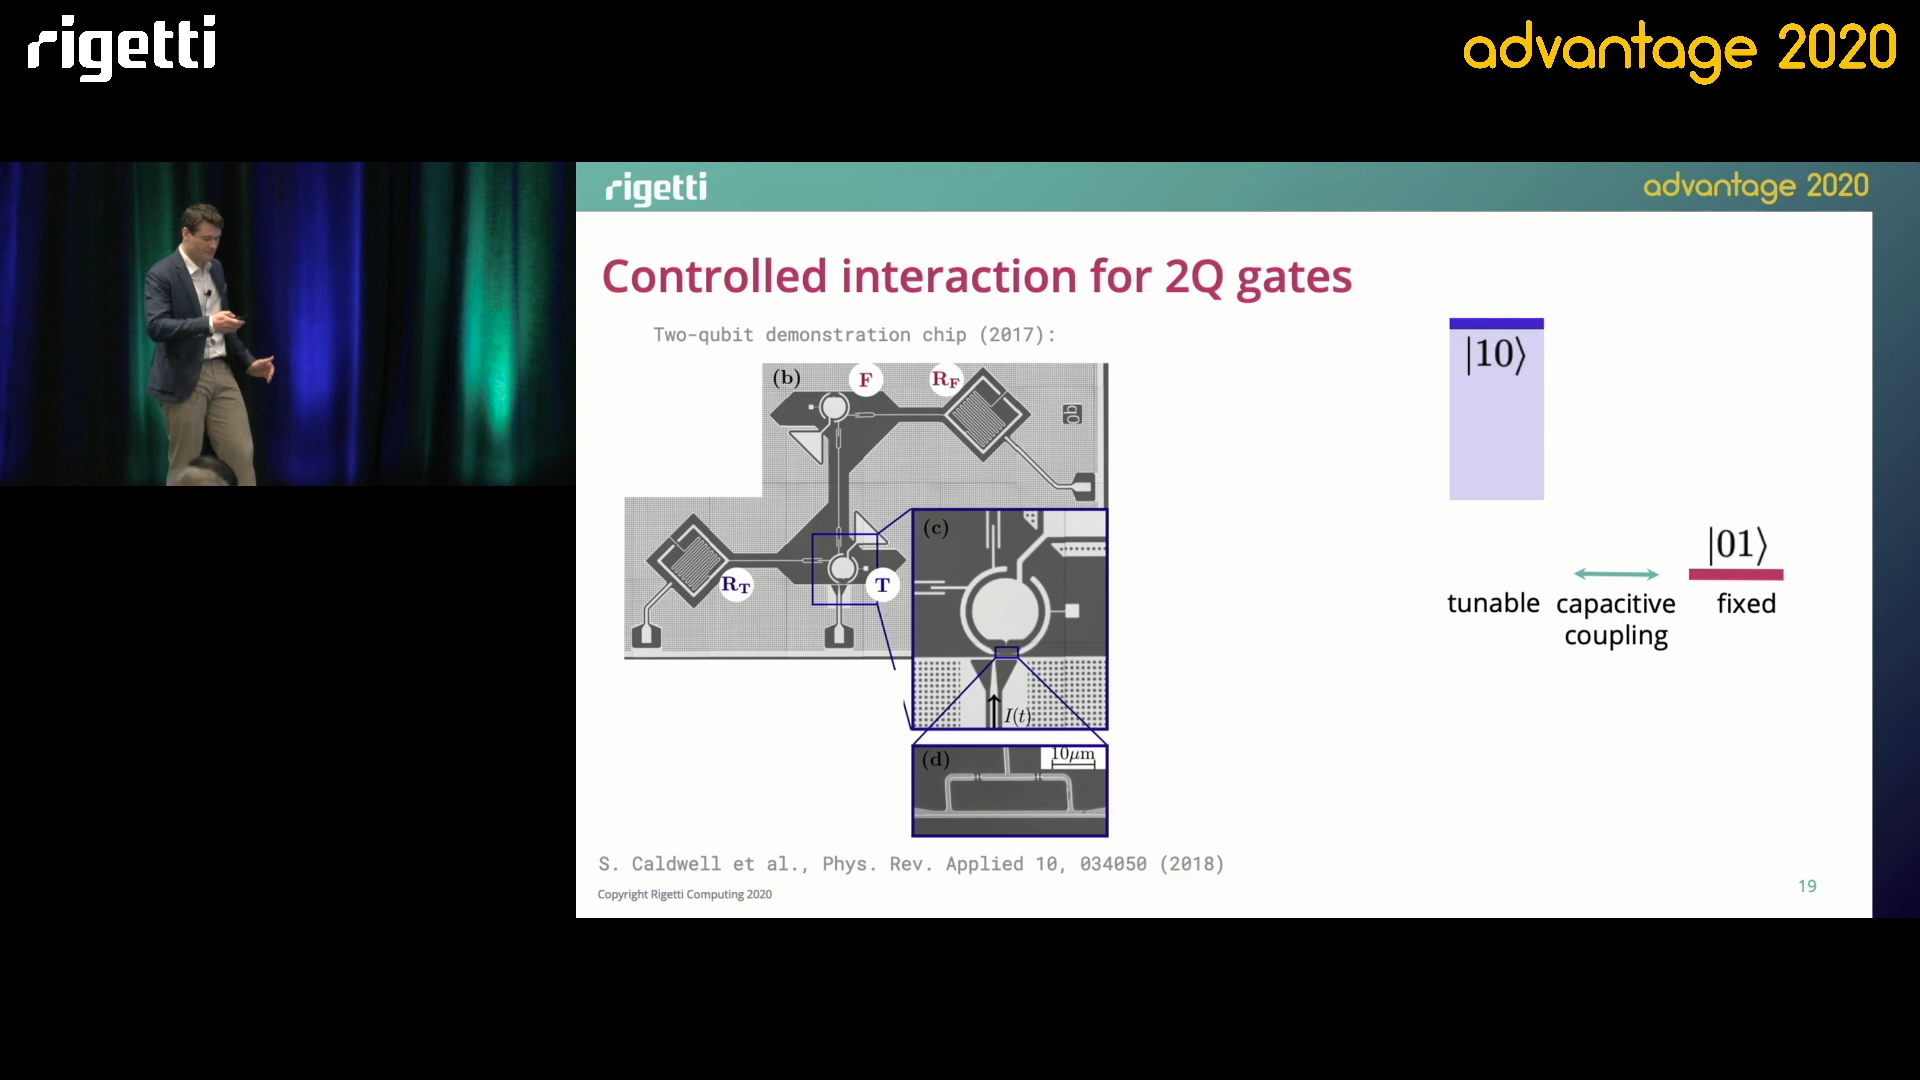 rigetti
advantage 2020
rigetti
advantage 2020
Controlled interaction for 2Q gates
Two-qubit demonstration chip (2017):
(b)
F
R_F
R_T
T
(c)
I(t)
(d)
10μm
|10⟩
|01⟩
tunable
capacitive
coupling
fixed
S. Caldwell et al., Phys. Rev. Applied 10, 034050 (2018)
Copyright Rigetti Computing 2020
19